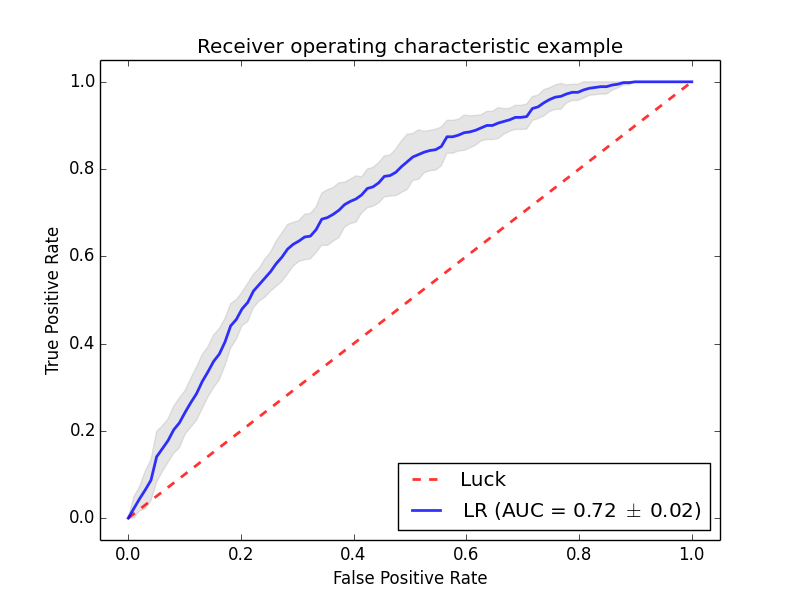 Receiver operating characteristic example
1.0
0.8
0.6
0.4
0.2
0.0
True Positive Rate
Luck
LR (AUC = 0.72 ± 0.02)
0.0 0.2 0.4 0.6 0.8 1.0
False Positive Rate